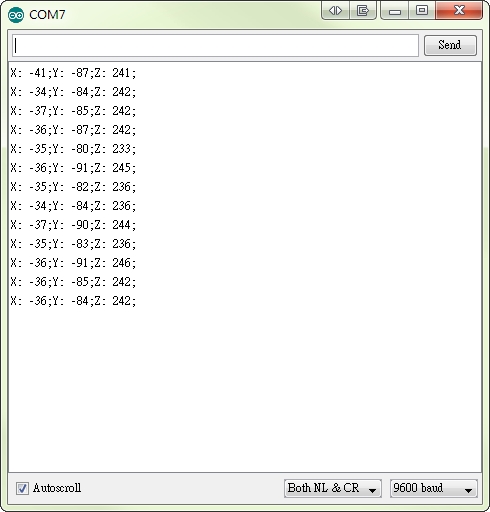 COM7
Send
X: -41;Y: -87;Z: 241;
X: -34;Y: -84;Z: 242;
X: -37;Y: -85;Z: 242;
X: -36;Y: -87;Z: 242;
X: -35;Y: -80;Z: 233;
X: -36;Y: -91;Z: 245;
X: -35;Y: -82;Z: 236;
X: -34;Y: -84;Z: 236;
X: -37;Y: -90;Z: 244;
X: -35;Y: -83;Z: 236;
X: -36;Y: -91;Z: 246;
X: -36;Y: -85;Z: 242;
X: -36;Y: -84;Z: 242;
Autoscroll
Both NL & CR
9600 baud